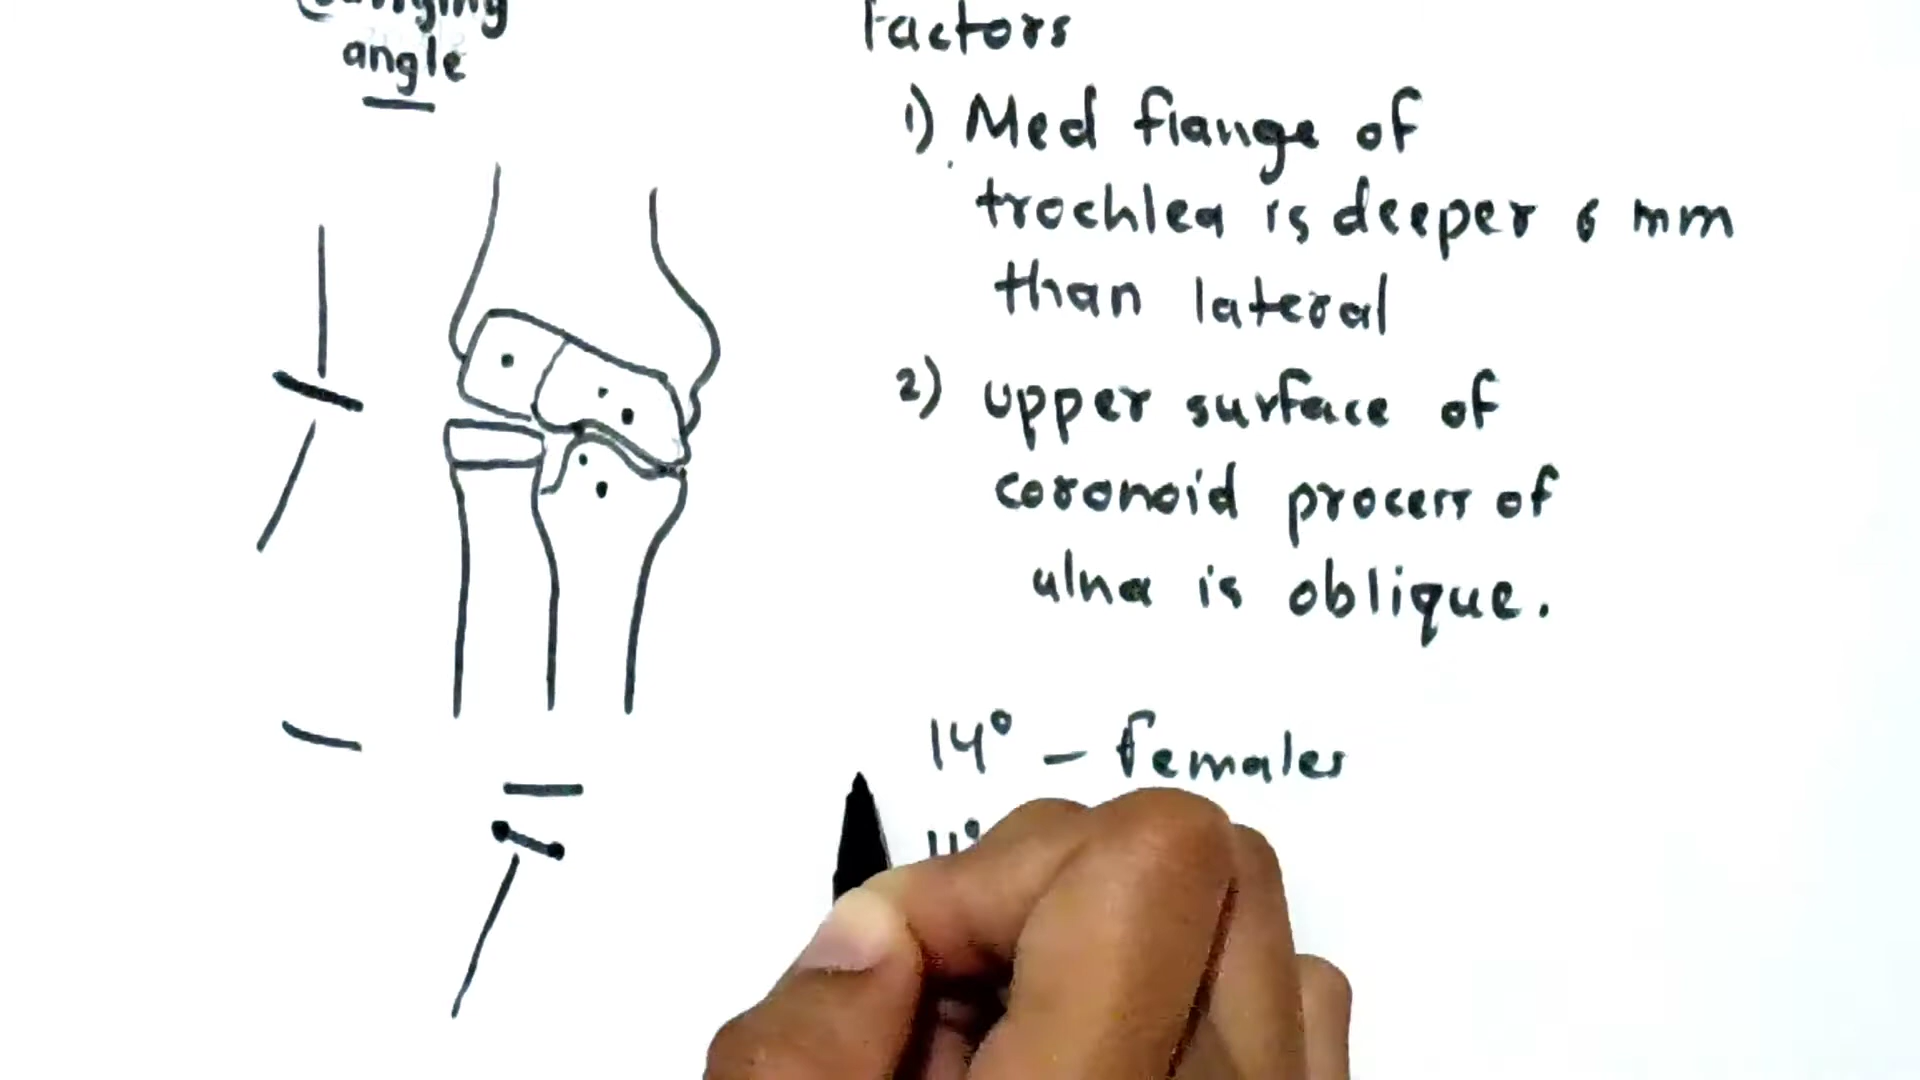 angle
Factors
1) Med flange of
trochlea is deeper 6 mm
than lateral
2) upper surface of
coronoid process of
ulna is oblique.
14° – Females
11°